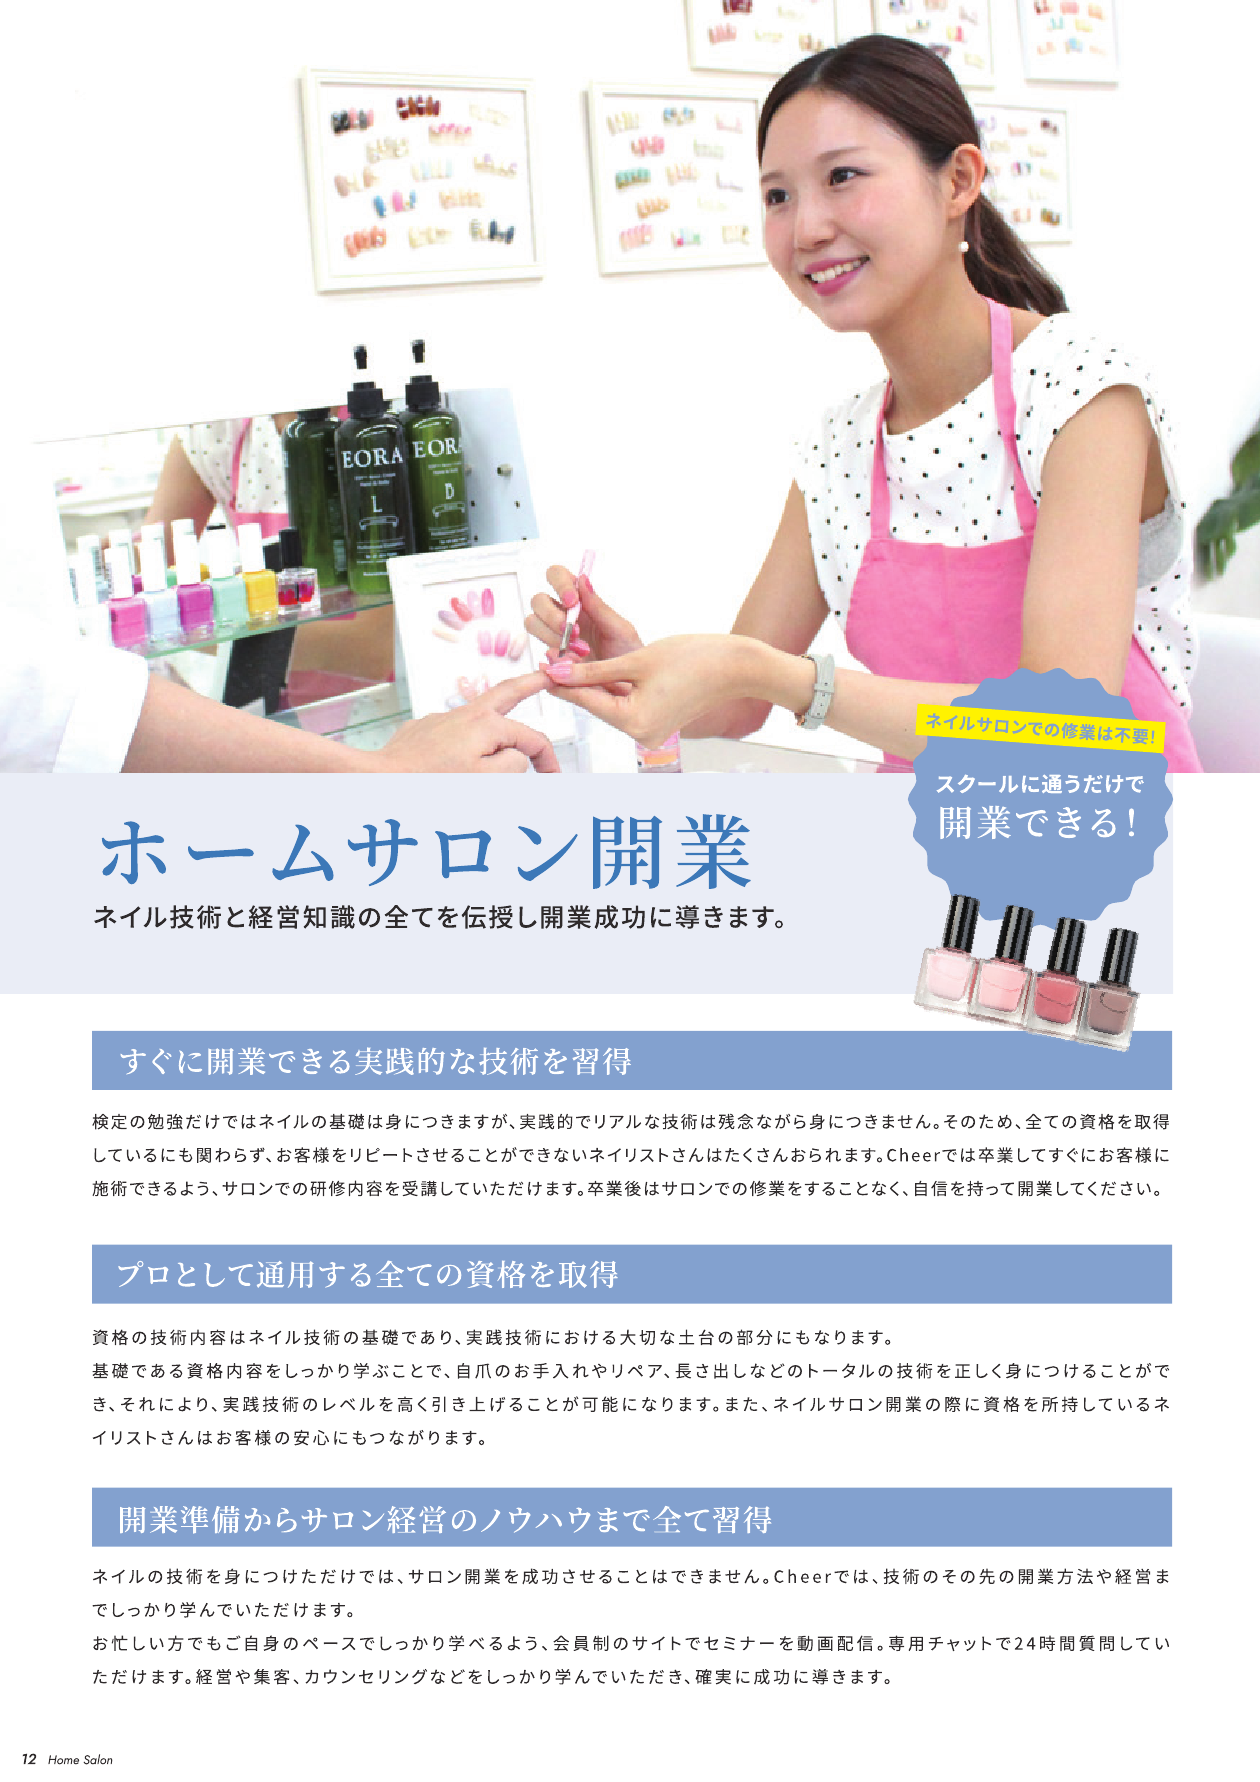 EORA
L
EOR
D
ネイルサロンでの修業は不要!
スクールに通うだけで
開業できる!
ホームサロン開業
ネイル技術と経営知識の全てを伝授し開業成功に導きます。
すぐに開業できる実践的な技術を習得
検定の勉強だけではネイルの基礎は身につきますが、実践的でリアルな技術は残念ながら身につきません。そのため、全ての資格を取得
しているにも関わらず、お客様をリピートさせることができないネイリストさんはたくさんおられます。Cheerでは卒業してすぐにお客様に
施術できるよう、サロンでの研修内容を受講していただけます。卒業後はサロンでの修業をすることなく、自信を持って開業してください。
プロとして通用する全ての資格を取得
資格の技術内容はネイル技術の基礎であり、実践技術における大切な土台の部分にもなります。
基礎である資格内容をしっかり学ぶことで、自爪のお手入れやリペア、長さ出しなどのトータルの技術を正しく身につけることがで
き、それにより、実践技術のレベルを高く引き上げることが可能になります。また、ネイルサロン開業の際に資格を所持しているネ
イリストさんはお客様の安心にもつながります。
開業準備からサロン経営のノウハウまで全て習得
ネイルの技術を身につけただけでは、サロン開業を成功させることはできません。Cheerでは、技術のその先の開業方法や経営ま
でしっかり学んでいただけます。
お忙しい方でもご自身のペースでしっかり学べるよう、会員制のサイトでセミナーを動画配信。専用チャットで24時間質問してい
ただけます。経営や集客、カウンセリングなどをしっかり学んでいただき、確実に成功に導きます。
12 Home Salon